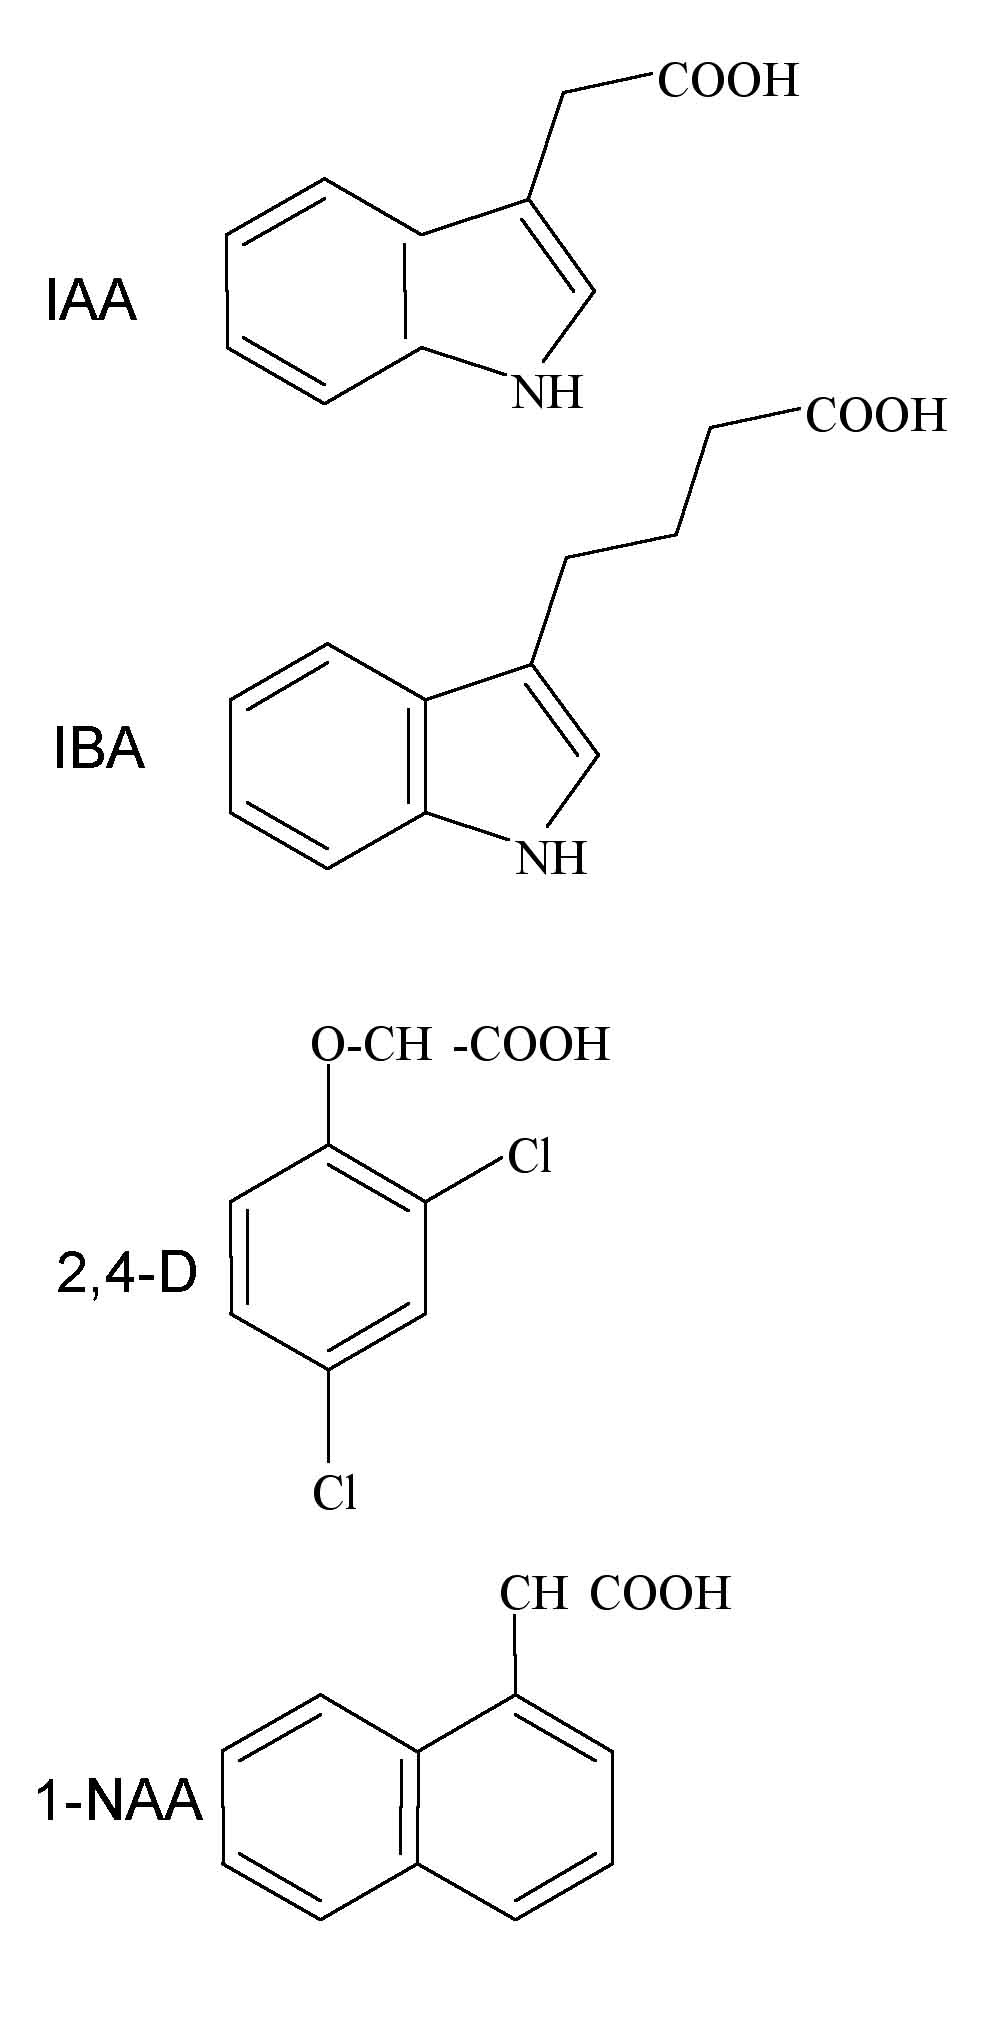 COOH
IAA
NH
COOH
IBA
NH
O-CH -COOH
Cl
2,4-D
Cl
CH COOH
1-NAA